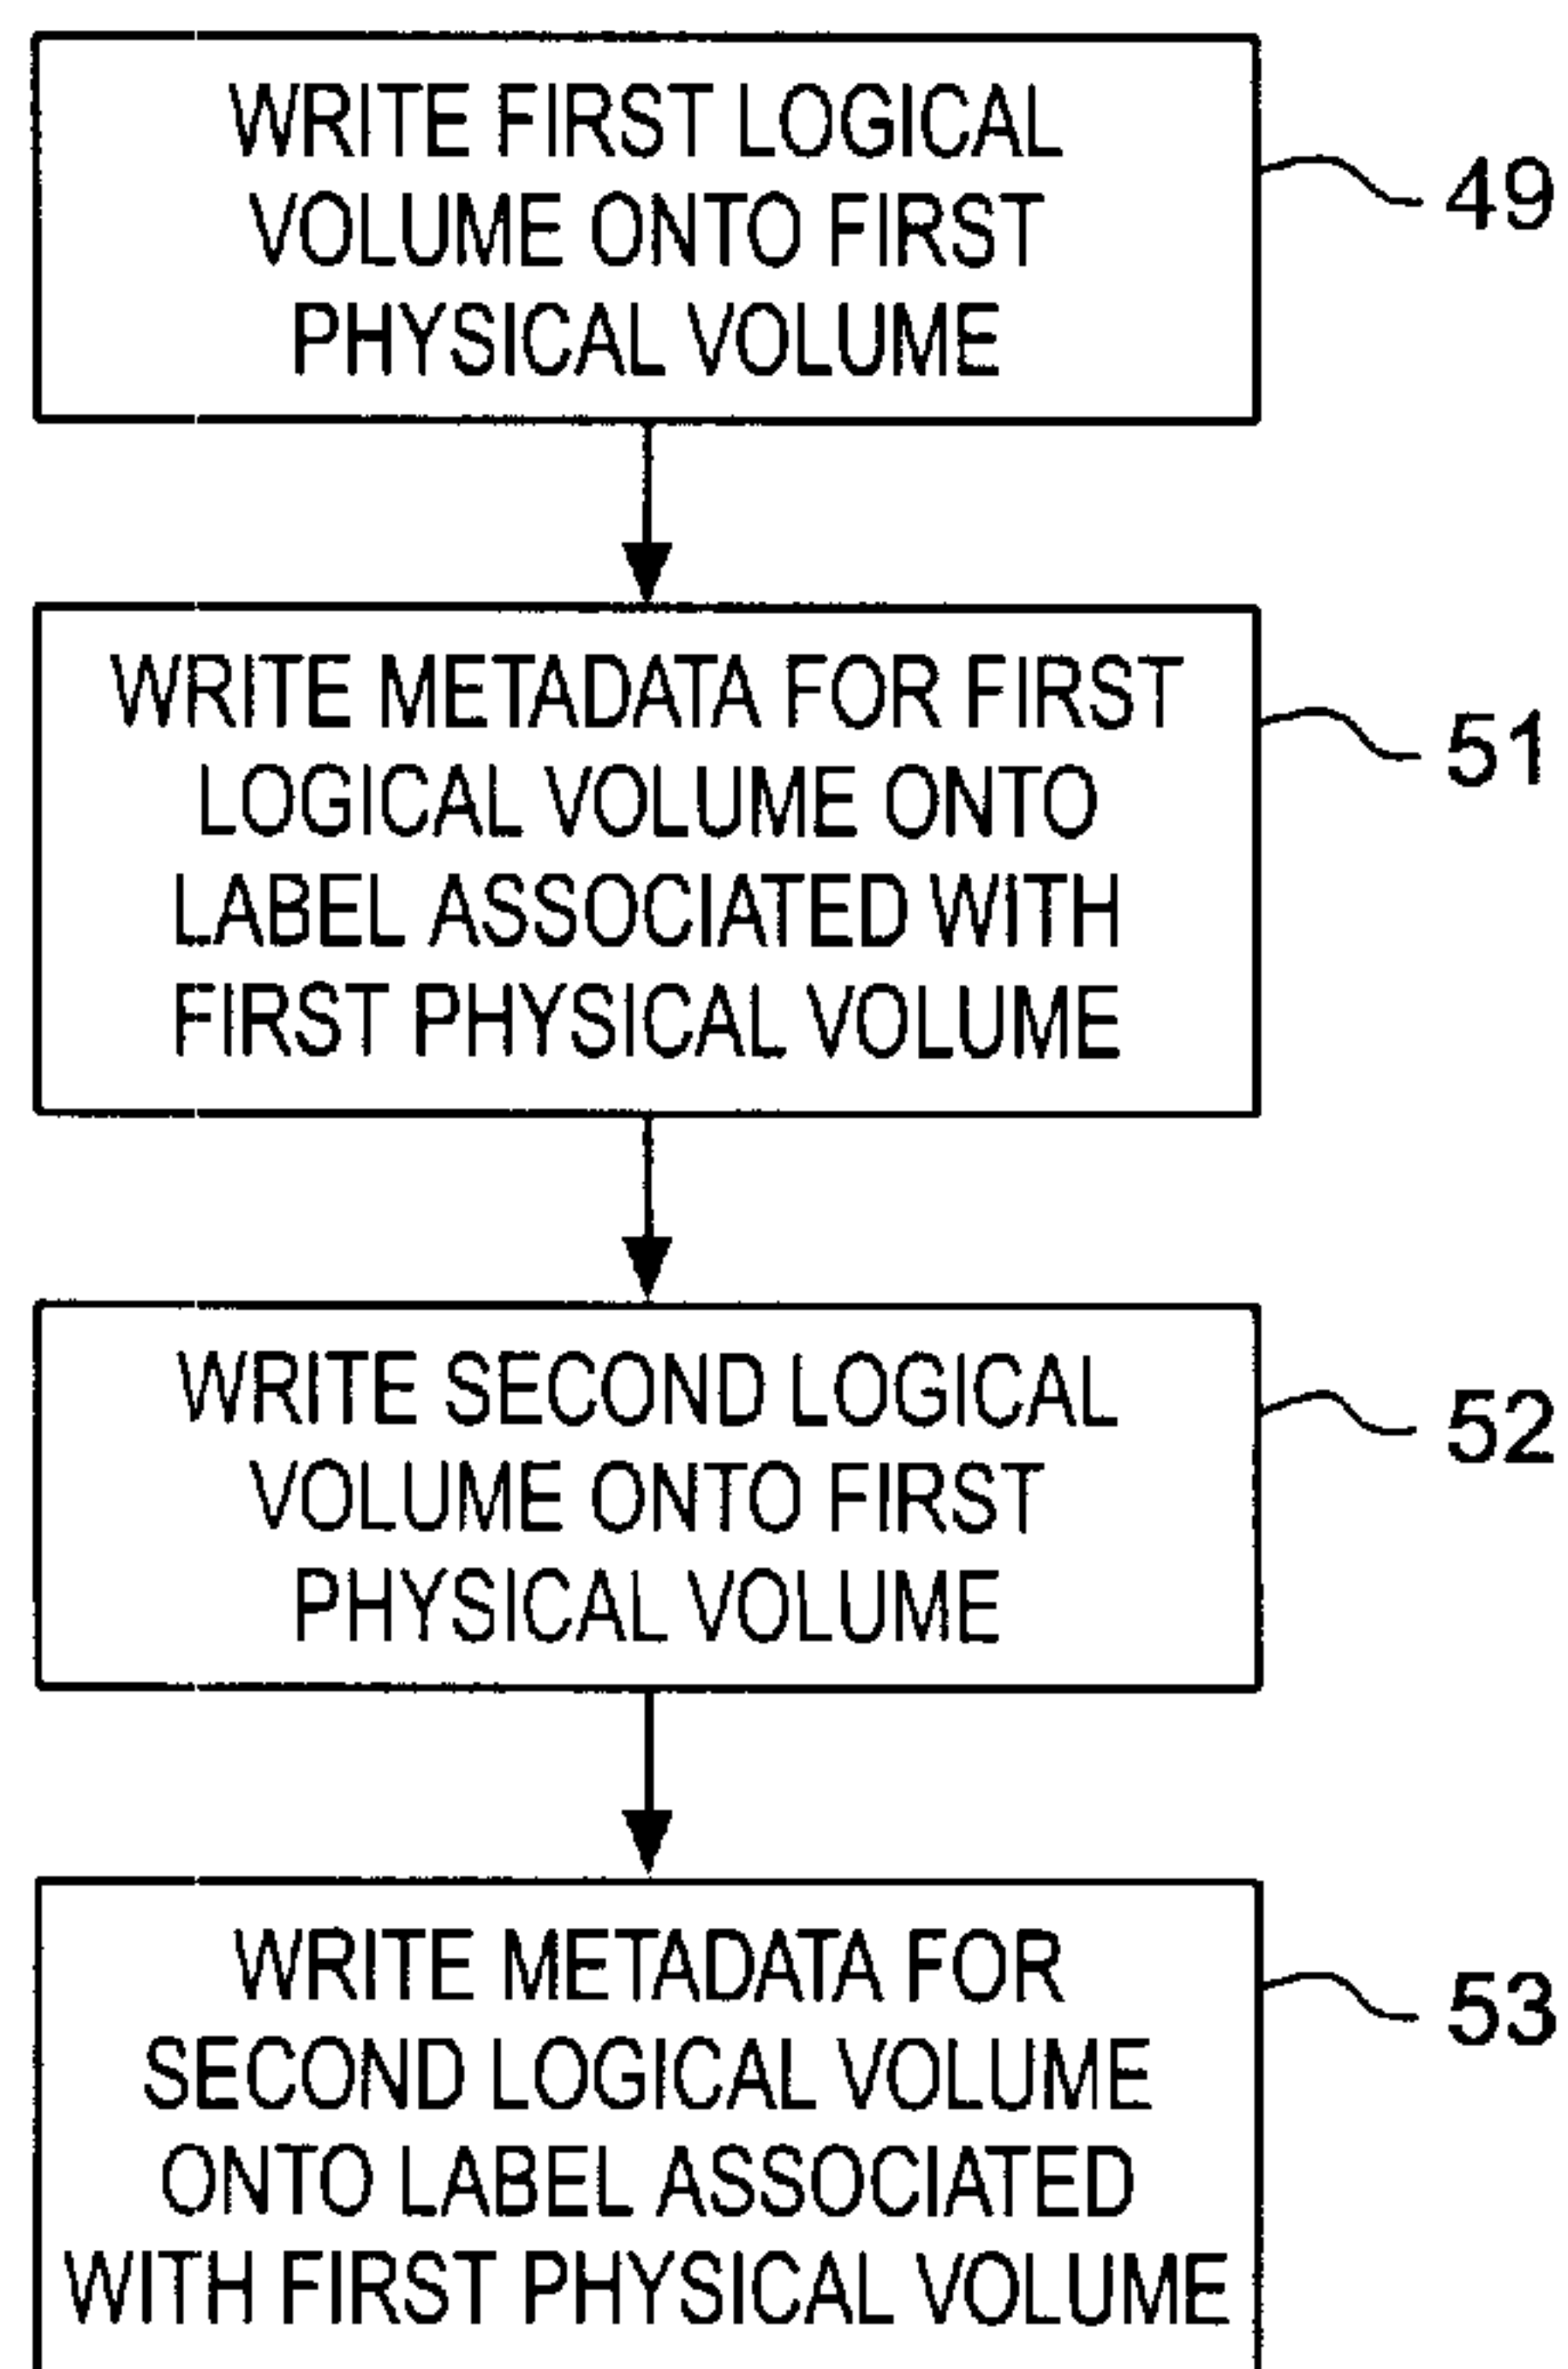 WRITE FIRST LOGICAL
VOLUME ONTO FIRST
PHYSICAL VOLUME
49
WRITE METADATA FOR FIRST
LOGICAL VOLUME ONTO
LABEL ASSOCIATED WITH
FIRST PHYSICAL VOLUME
51
WRITE SECOND LOGICAL
VOLUME ONTO FIRST
PHYSICAL VOLUME
52
WRITE METADATA FOR
SECOND LOGICAL VOLUME
ONTO LABEL ASSOCIATED
WITH FIRST PHYSICAL VOLUME
53